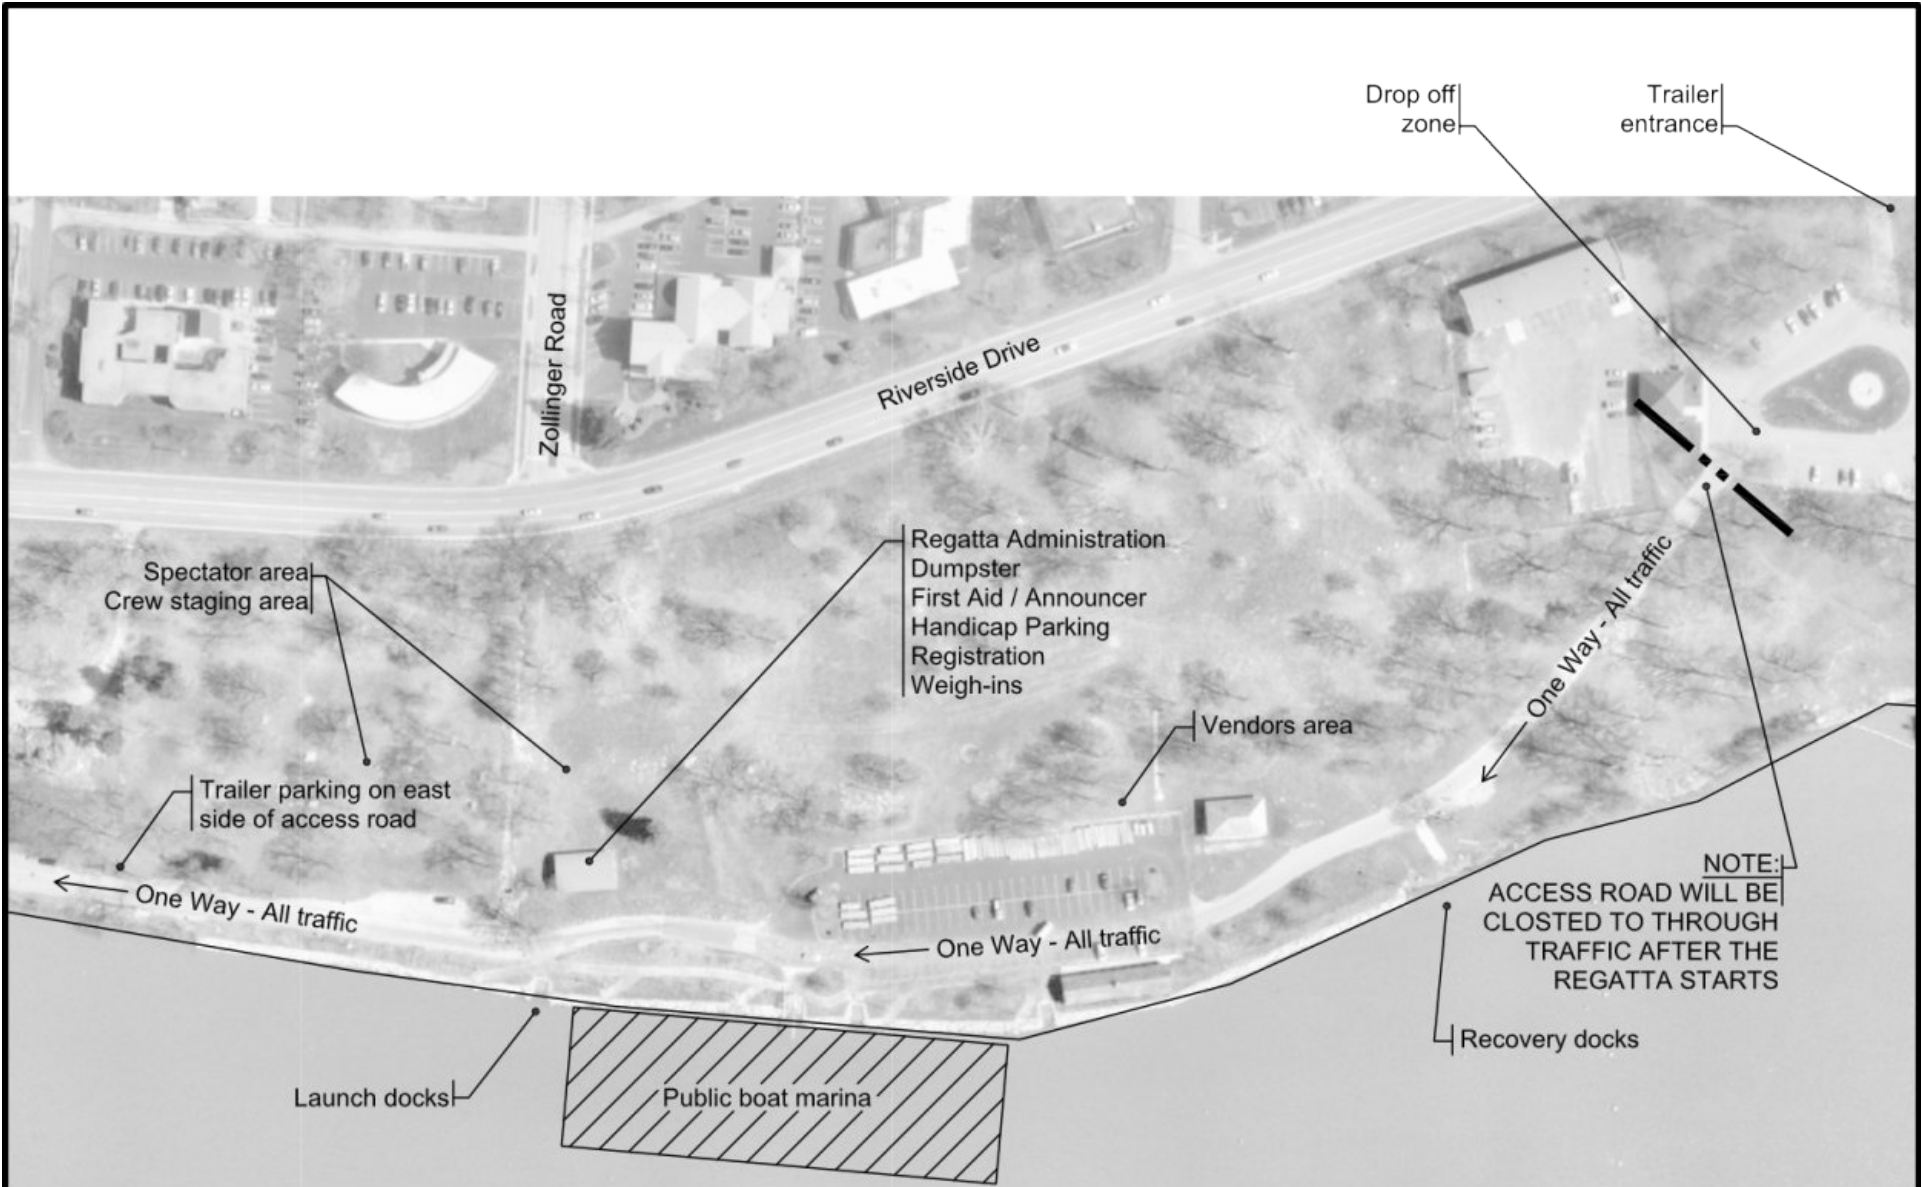 Drop off
zone
Trailer
entrance
Zollinger Road
Riverside Drive
Spectator area
Crew staging area
Regatta Administration
Dumpster
First Aid / Announcer
Handicap Parking
Registration
Weigh-ins
One Way - All traffic
Vendors area
Trailer parking on east
side of access road
One Way - All traffic
One Way - All traffic
NOTE:
ACCESS ROAD WILL BE
CLOSTED TO THROUGH
TRAFFIC AFTER THE
REGATTA STARTS
Recovery docks
Launch docks
Public boat marina